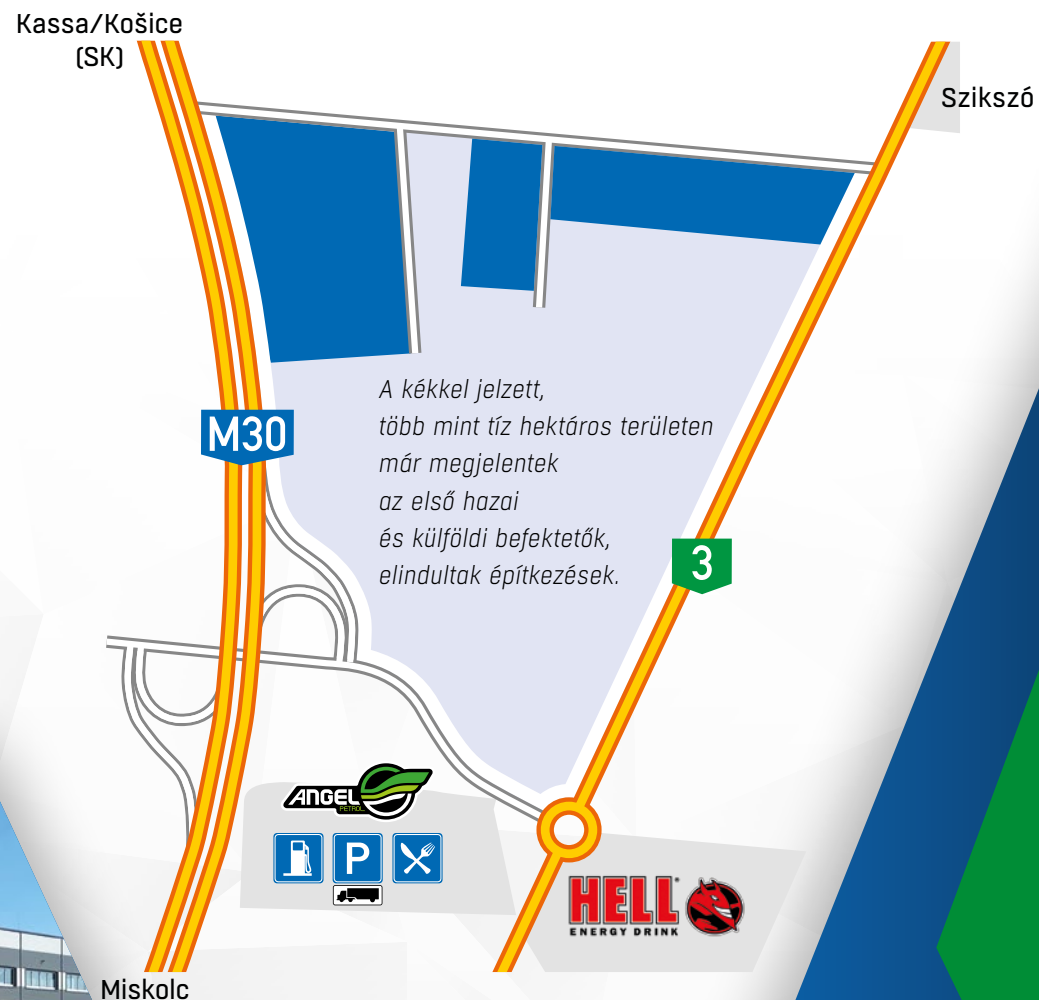 Kassa/Košice
(SK)
Szikszó
A kékkel jelzett,
több mint tíz hektáros területen
már megjelentek
az első hazai
és külföldi befektetők,
elindultak építkezések.
M30
3
ANGEL
PETROL
P
HELL
ENERGY DRINK
Miskolc